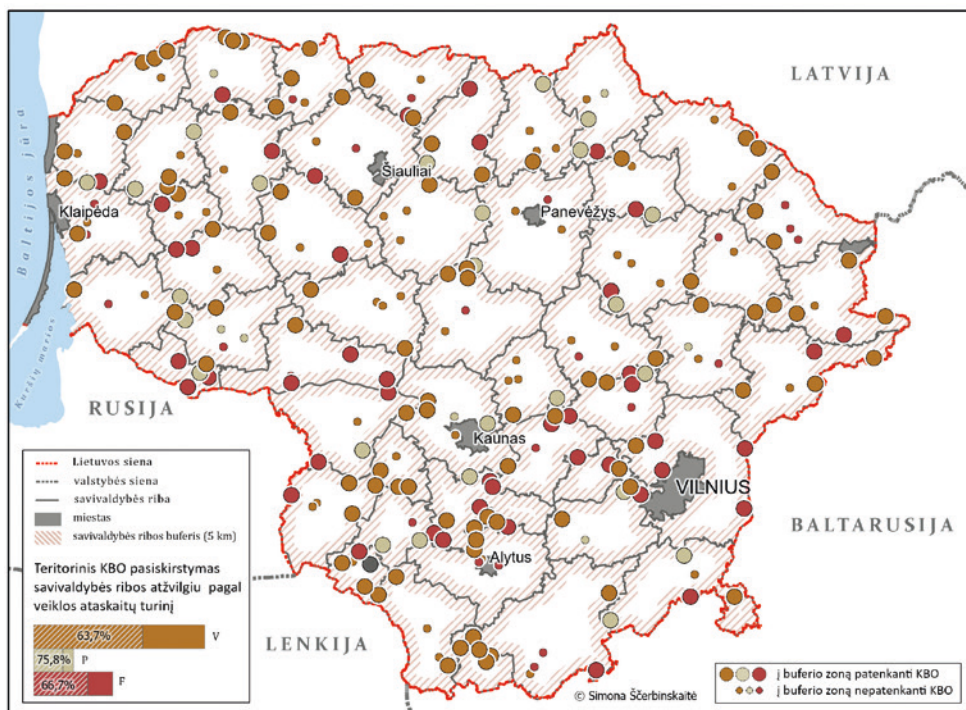 LATVIJA
Baltijos jūra
Šiauliai
Klaipėda
Panevėžys
Kuršių marios
RUSIJA
Kaunas
VILNIUS
Lietuvos siena
valstybės siena
savivaldybės riba
miestas
savivaldybės ribos buferis (5 km)
BALTARUSIJA
Alytus
Teritorinis KBO pasiskirstymas
savivaldybės ribos atžvilgiu pagal
veiklos ataskaitų turinį
63,7% V
75,8% P
66,7% F
LENKIJA
© Simona Ščerbinskaitė
į buferio zoną patenkanti KBO
į buferio zoną nepatenkanti KBO